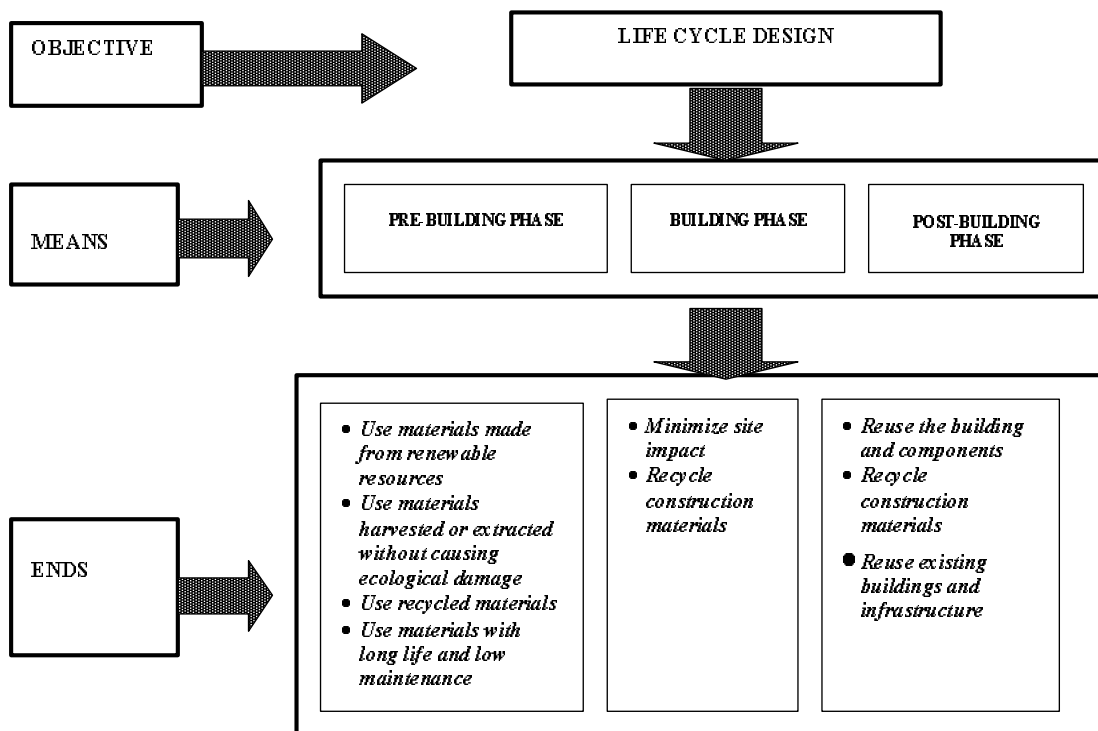 OBJECTIVE
LIFE CYCLE DESIGN
MEANS
PRE-BUILDING PHASE
BUILDING PHASE
POST-BUILDING
PHASE
ENDS
• Use materials made
from renewable
resources
• Use materials
harvested or extracted
without causing
ecological damage
• Use recycled materials
• Use materials with
long life and low
maintenance
• Minimize site
impact
• Recycle
construction
materials
• Reuse the building
and components
• Recycle
construction
materials
• Reuse existing
buildings and
infrastructure